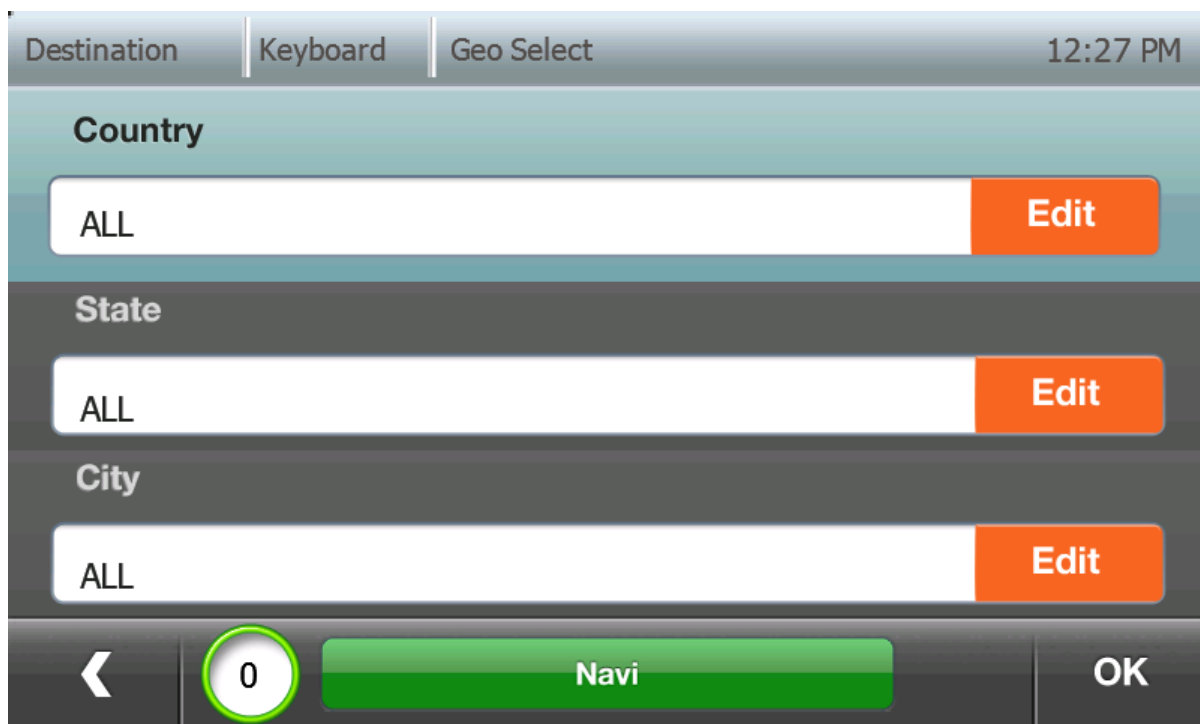 Destination Keyboard Geo Select 12:27 PM
Country
ALL Edit
State
ALL Edit
City
ALL Edit
0 Navi OK